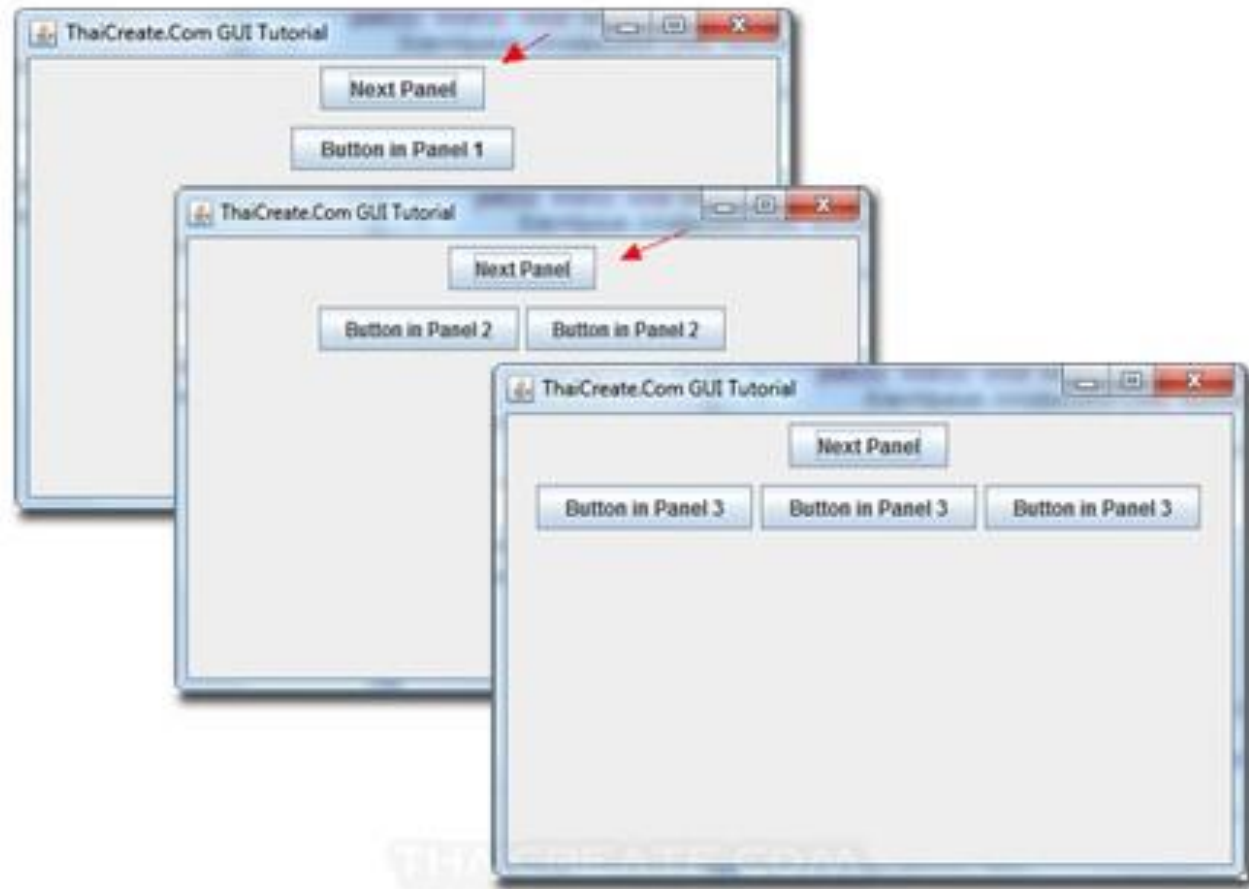 ThaiCreate.Com GUI Tutorial
Next Panel
Button in Panel 1
ThaiCreate.Com GUI Tutorial
Next Panel
Button in Panel 2 Button in Panel 2
ThaiCreate.Com GUI Tutorial
Next Panel
Button in Panel 3 Button in Panel 3 Button in Panel 3
THAICREATE.COM